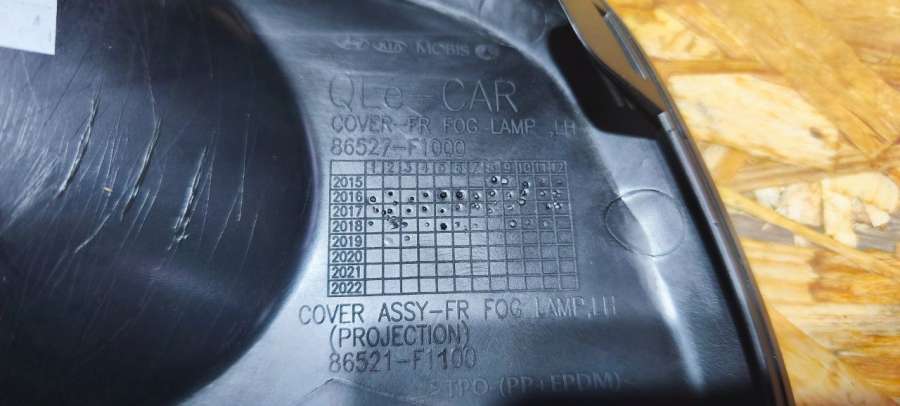 KIA MOBIS
QLe-CAR
COVER-FR FOG LAMP ,LH
86527-F1000
1 2 3 4 5 6 7 8 9 10 11 12
2015
2016
2017
2018
2019
2020
2021
2022
COVER ASSY-FR FOG LAMP,LH
(PROJECTION)
86521-F1100
TPO (PP+EPDM)